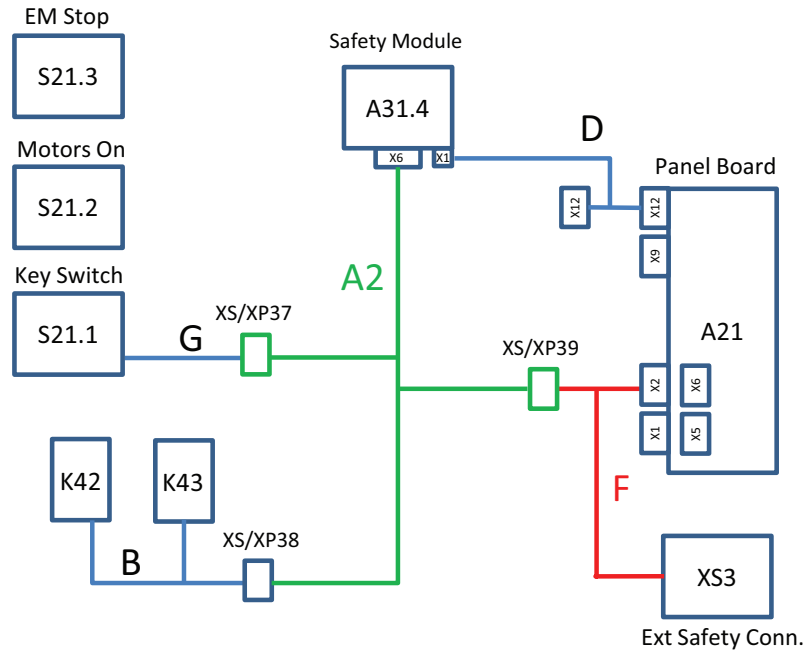 EM Stop
S21.3
Safety Module
A31.4
X6
X1
D
Motors On
S21.2
Panel Board
X12
X12
X9
Key Switch
S21.1
G
XS/XP37
A2
XS/XP39
A21
X2
X6
X1
X5
K42
K43
B
XS/XP38
F
XS3
Ext Safety Conn.